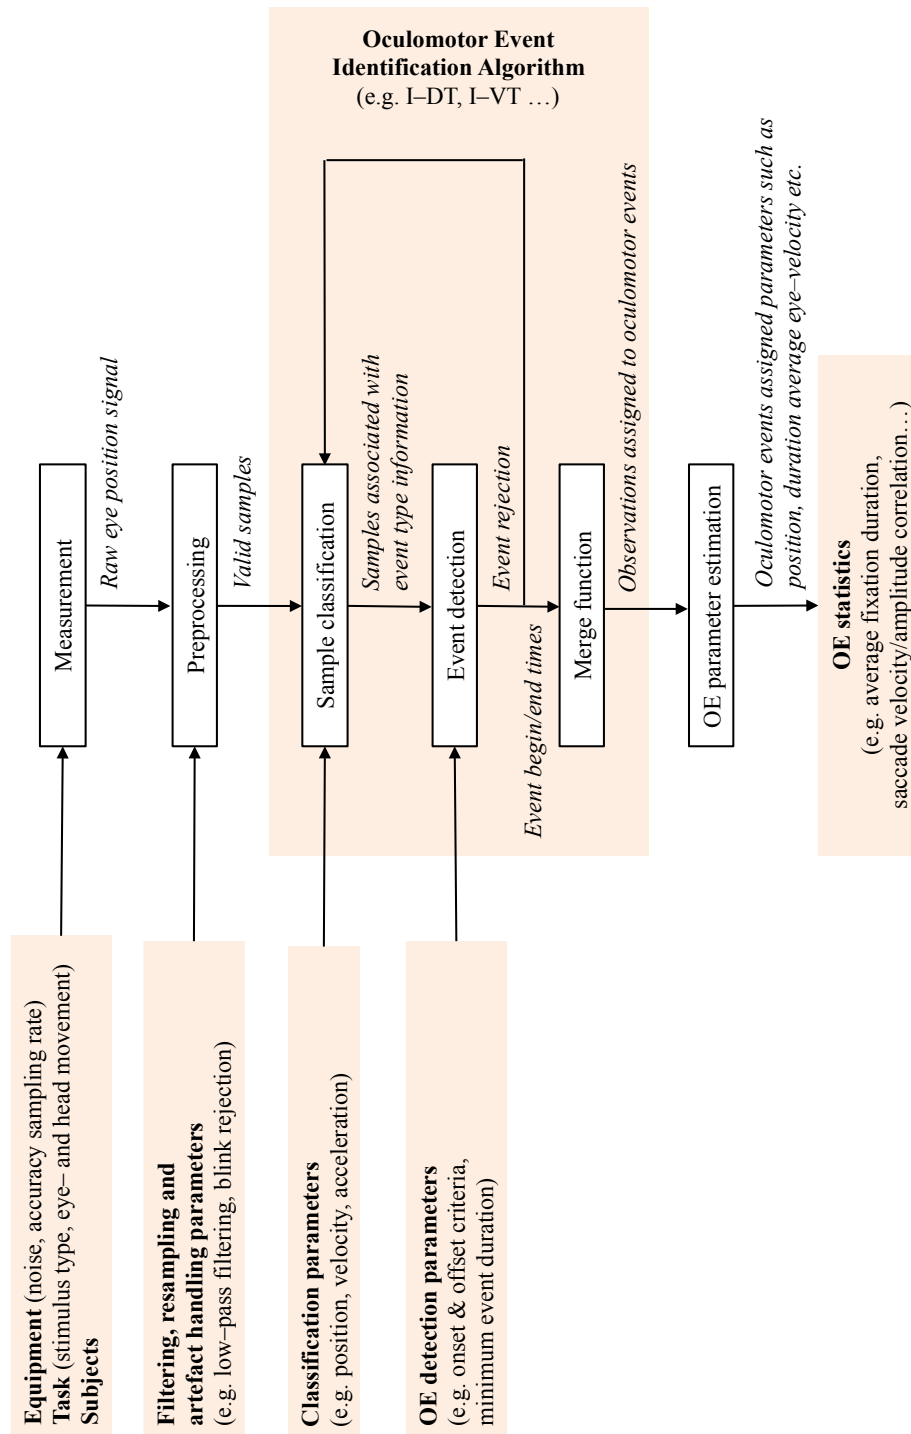 Equipment (noise, accuracy sampling rate)
Task (stimulus type, eye– and head movement)
Subjects
Measurement
Raw eye position signal
Filtering, resampling and
artefact handling parameters
(e.g. low–pass filtering, blink rejection)
Preprocessing
Valid samples
Oculomotor Event
Identification Algorithm
(e.g. I–DT, I–VT …)
Classification parameters
(e.g. position, velocity, acceleration)
Sample classification
Samples associated with
event type information
OE detection parameters
(e.g. onset & offset criteria,
minimum event duration)
Event detection
Event rejection
Event begin/end times
Merge function
Observations assigned to oculomotor events
OE parameter estimation
Oculomotor events assigned parameters such as
position, duration average eye–velocity etc.
OE statistics
(e.g. average fixation duration,
saccade velocity/amplitude correlation…)